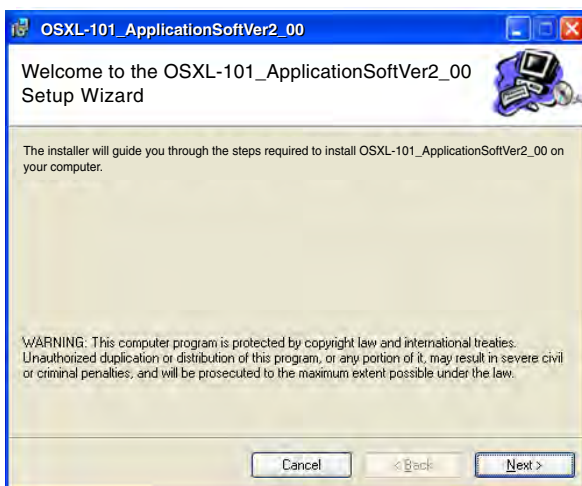 OSXL-101_ApplicationSoftVer2_00
Welcome to the OSXL-101_ApplicationSoftVer2_00
Setup Wizard
The installer will guide you through the steps required to install OSXL-101_ApplicationSoftVer2_00 on
your computer.
WARNING: This computer program is protected by copyright law and international treaties.
Unauthorized duplication or distribution of this program, or any portion of it, may result in severe civil
or criminal penalties, and will be prosecuted to the maximum extent possible under the law.
Cancel
< Back
Next >